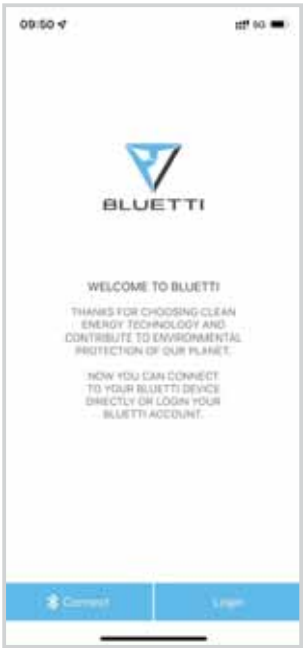 09:50
5G
BLUETTI
WELCOME TO BLUETTI
THANKS FOR CHOOSING CLEAN
ENERGY TECHNOLOGY AND
CONTRIBUTE TO ENVIRONMENTAL
PROTECTION OF OUR PLANET.
NOW YOU CAN CONNECT
TO YOUR BLUETTI DEVICE
DIRECTLY OR LOGIN YOUR
BLUETTI ACCOUNT.
Connect
Login